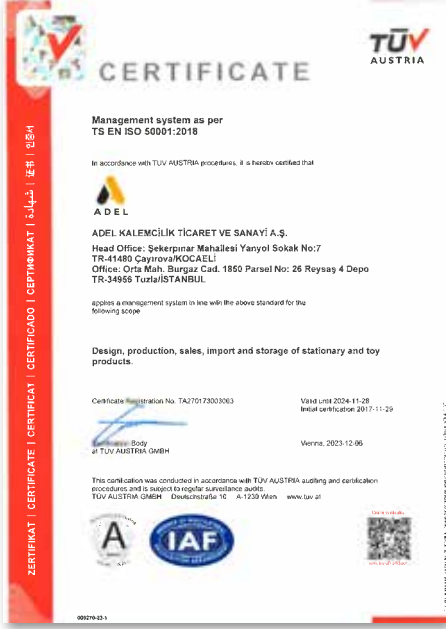 TÜV
AUSTRIA
CERTIFICATE
Management system as per
TS EN ISO 50001:2018
In accordance with TÜV AUSTRIA procedures, it is hereby certified that
ADEL
ADEL KALEMCİLİK TİCARET VE SANAYİ A.Ş.
Head Office: Şekerpınar Mahallesi Yanyol Sokak No:7
TR-41480 Çayırova/KOCAELİ
Office: Orta Mah. Burgaz Cad. 1850 Parsel No: 26 Reysaş 4 Depo
TR-34956 Tuzla/İSTANBUL
applies a management system in line with the above standard for the
following scope
Design, production, sales, import and storage of stationary and toy
products.
Certificate Registration No. TA270173003063
Valid until 2024-11-28
Initial certification 2017-11-29
Body
at TÜV AUSTRIA GMBH
Vienna, 2023-12-06
This certification was conducted in accordance with TÜV AUSTRIA auditing and certification
procedures and is subject to regular surveillance audits.
TÜV AUSTRIA GMBH Deutschstraße 10 A-1230 Wien www.tuv.at
A
IAF
ZERTIFIKAT | CERTIFICATE | CERTIFICAT | CERTIFICADO | СЕРТИФИКАТ | شهادة | 证书 | 인증서